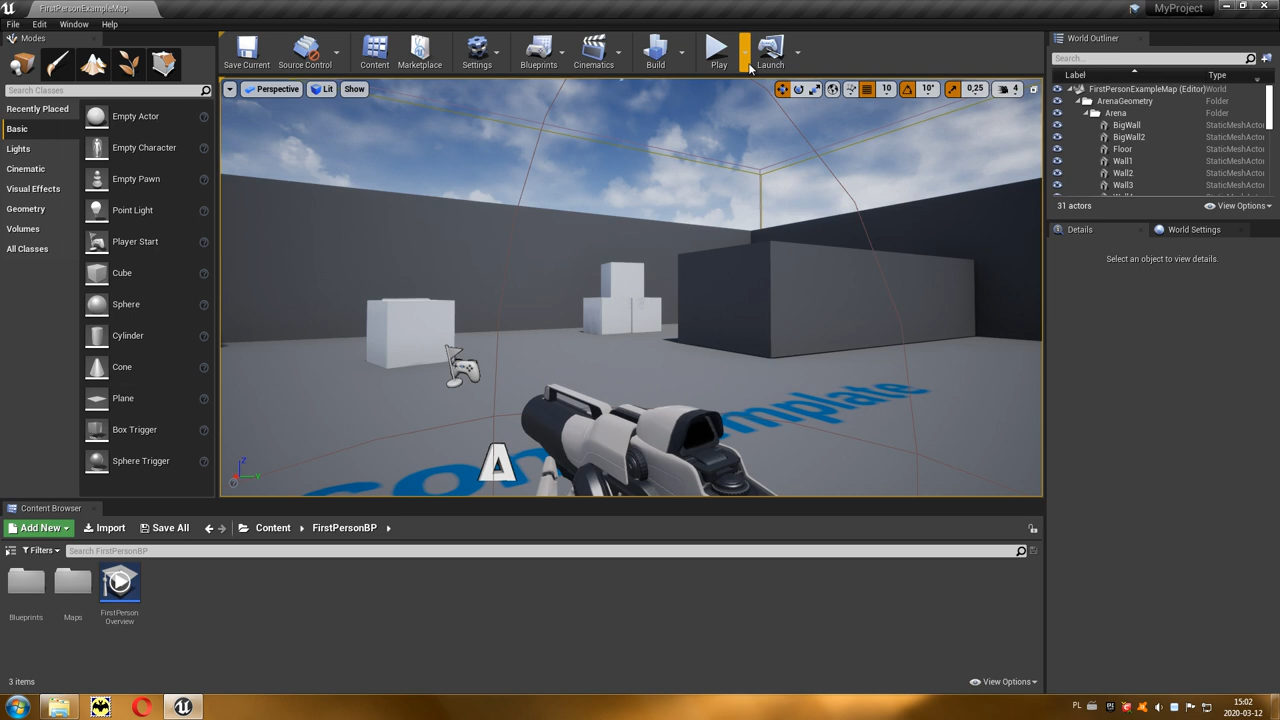 FirstPersonExampleMap
MyProject
File Edit Window Help
Modes
Search Classes
Recently Placed
Basic
Lights
Cinematic
Visual Effects
Geometry
Volumes
All Classes
Empty Actor
Empty Character
Empty Pawn
Point Light
Player Start
Cube
Sphere
Cylinder
Cone
Plane
Box Trigger
Sphere Trigger
Save Current Source Control Content Marketplace Settings Blueprints Cinematics Build Play Launch
Perspective Lit Show 10 10° 0,25 4
mplate
con
A
Z
Y
World Outliner
Search...
Label Type
FirstPersonExampleMap (Editor) World
ArenaGeometry Folder
Arena Folder
BigWall StaticMeshActor
BigWall2 StaticMeshActor
Floor StaticMeshActor
Wall1 StaticMeshActor
Wall2 StaticMeshActor
Wall3 StaticMeshActor
31 actors View Options
Details World Settings
Select an object to view details.
Content Browser
Add New Import Save All Content FirstPersonBP
Filters Search FirstPersonBP
Blueprints Maps FirstPerson
Overview
3 items View Options
PL 15:02
2020-03-12